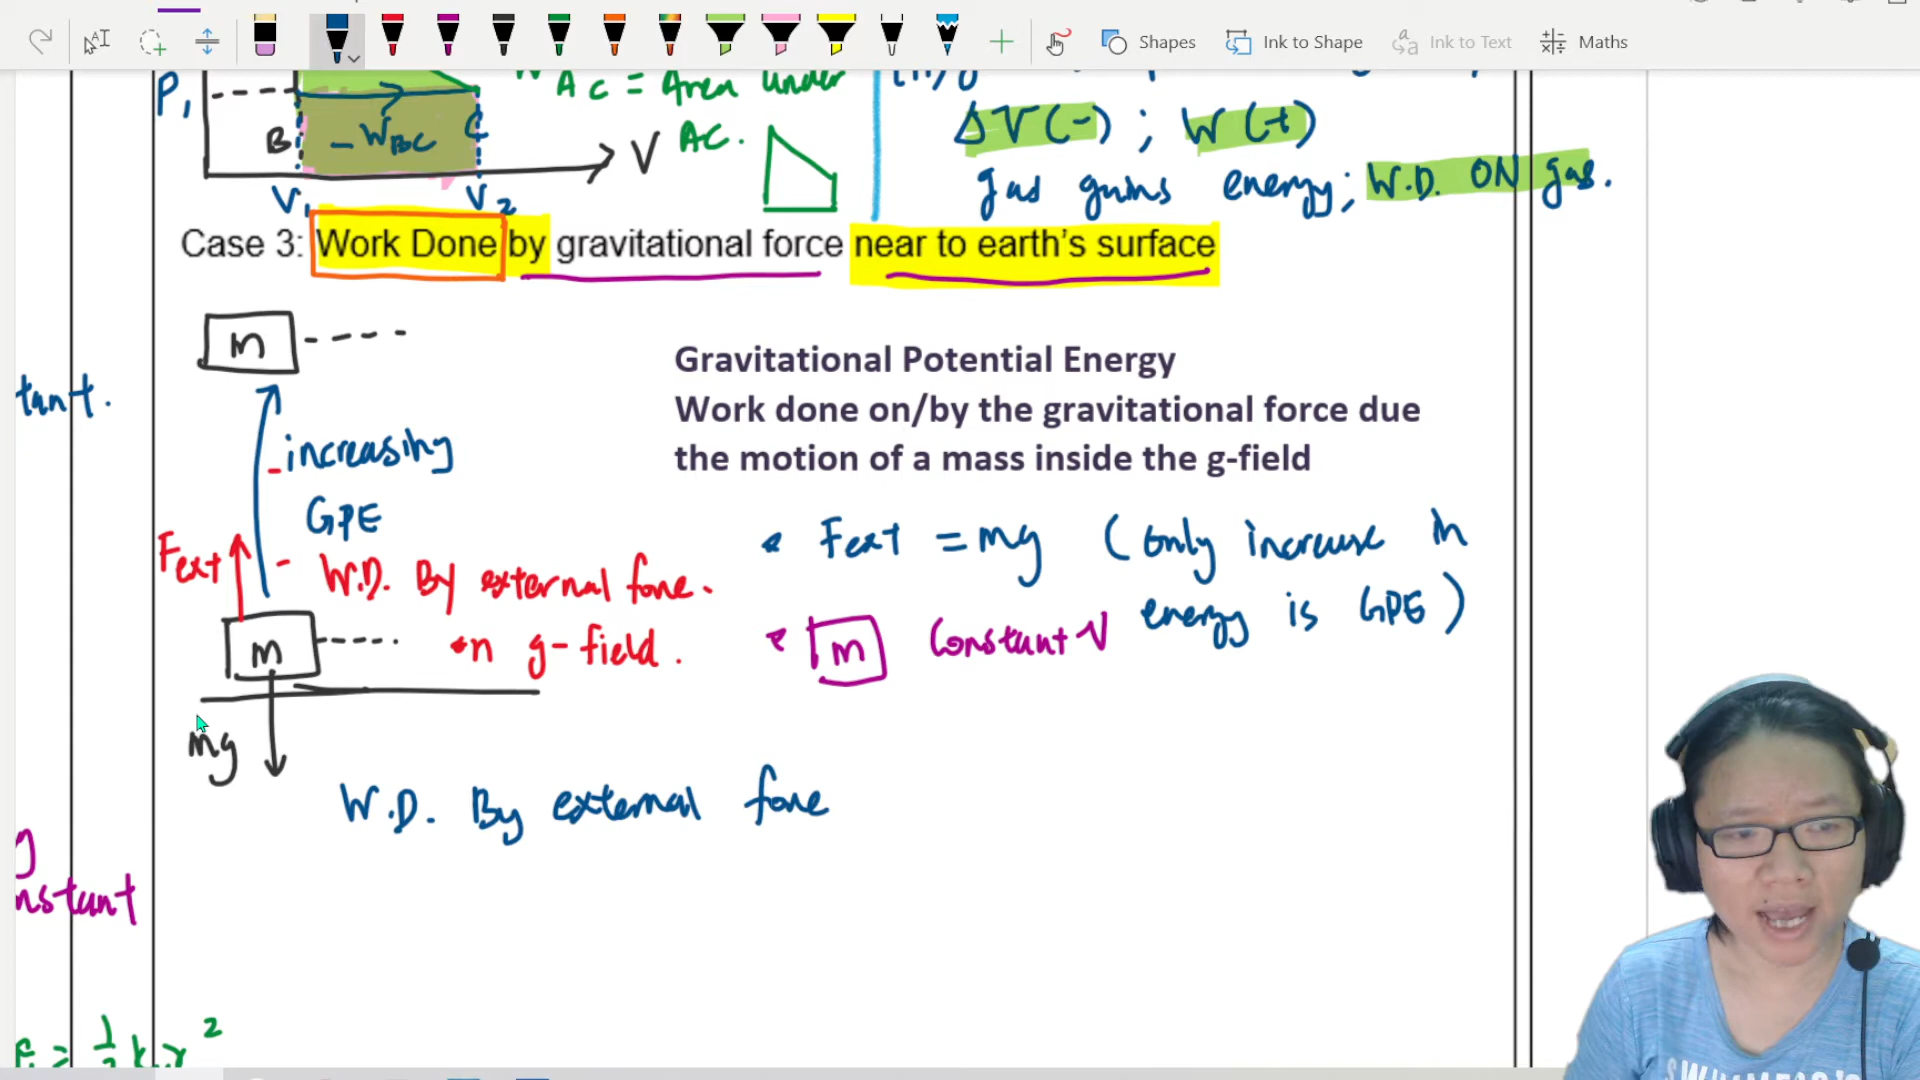 Shapes
Ink to Shape
Ink to Text
Maths
P1
B
C
- WBC
V
V1
V2
AC = Area under
AC.
ΔV(-) ; W(+)
gas gains energy; W.D. ON gas.
Case 3: Work Done by gravitational force near to earth's surface
m
Gravitational Potential Energy
Work done on/by the gravitational force due
the motion of a mass inside the g-field
tant.
- increasing
GPE
Fext
- W.D. By external force.
on g-field.
m
mg
• Fext = mg (only increase in
energy is GPE)
• m Constant v
W.D. By external force
g
nstant